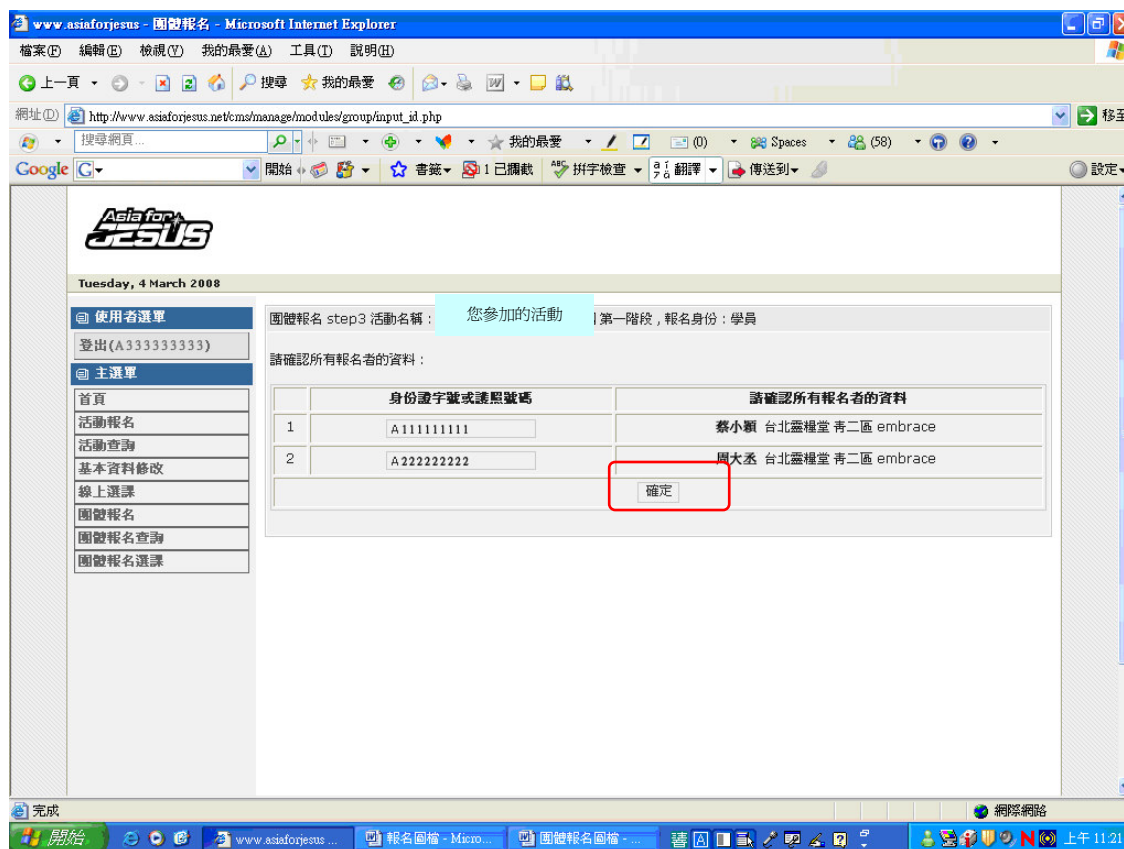 www.asiaforjesus - 團體報名 - Microsoft Internet Explorer
檔案(F) 編輯(E) 檢視(V) 我的最愛(A) 工具(T) 說明(H)
上一頁 搜尋 我的最愛
網址(D) http://www.asiaforjesus.net/cms/manage/modules/group/input_id.php 移至
搜尋網頁... 我的最愛 (0) Spaces (58)
Google G 開始 書籤 1 已攔截 拼字檢查 翻譯 傳送到 設定
Asia for JESUS
Tuesday, 4 March 2008
使用者選單
登出(A333333333)
主選單
首頁
活動報名
活動查詢
基本資料修改
線上選課
團體報名
團體報名查詢
團體報名選課
團體報名 step3 活動名稱 : 您參加的活動 第一階段 , 報名身份 : 學員
請確認所有報名者的資料 :
身份證字號或護照號碼 請確認所有報名者的資料
1 A111111111 蔡小穎 台北靈糧堂 青二區 embrace
2 A222222222 周大丞 台北靈糧堂 青二區 embrace
確定
完成 網際網路
開始 www.asiaforjesus ... 報名圖檔 - Micro... 團體報名圖檔 - ... 上午 11:21